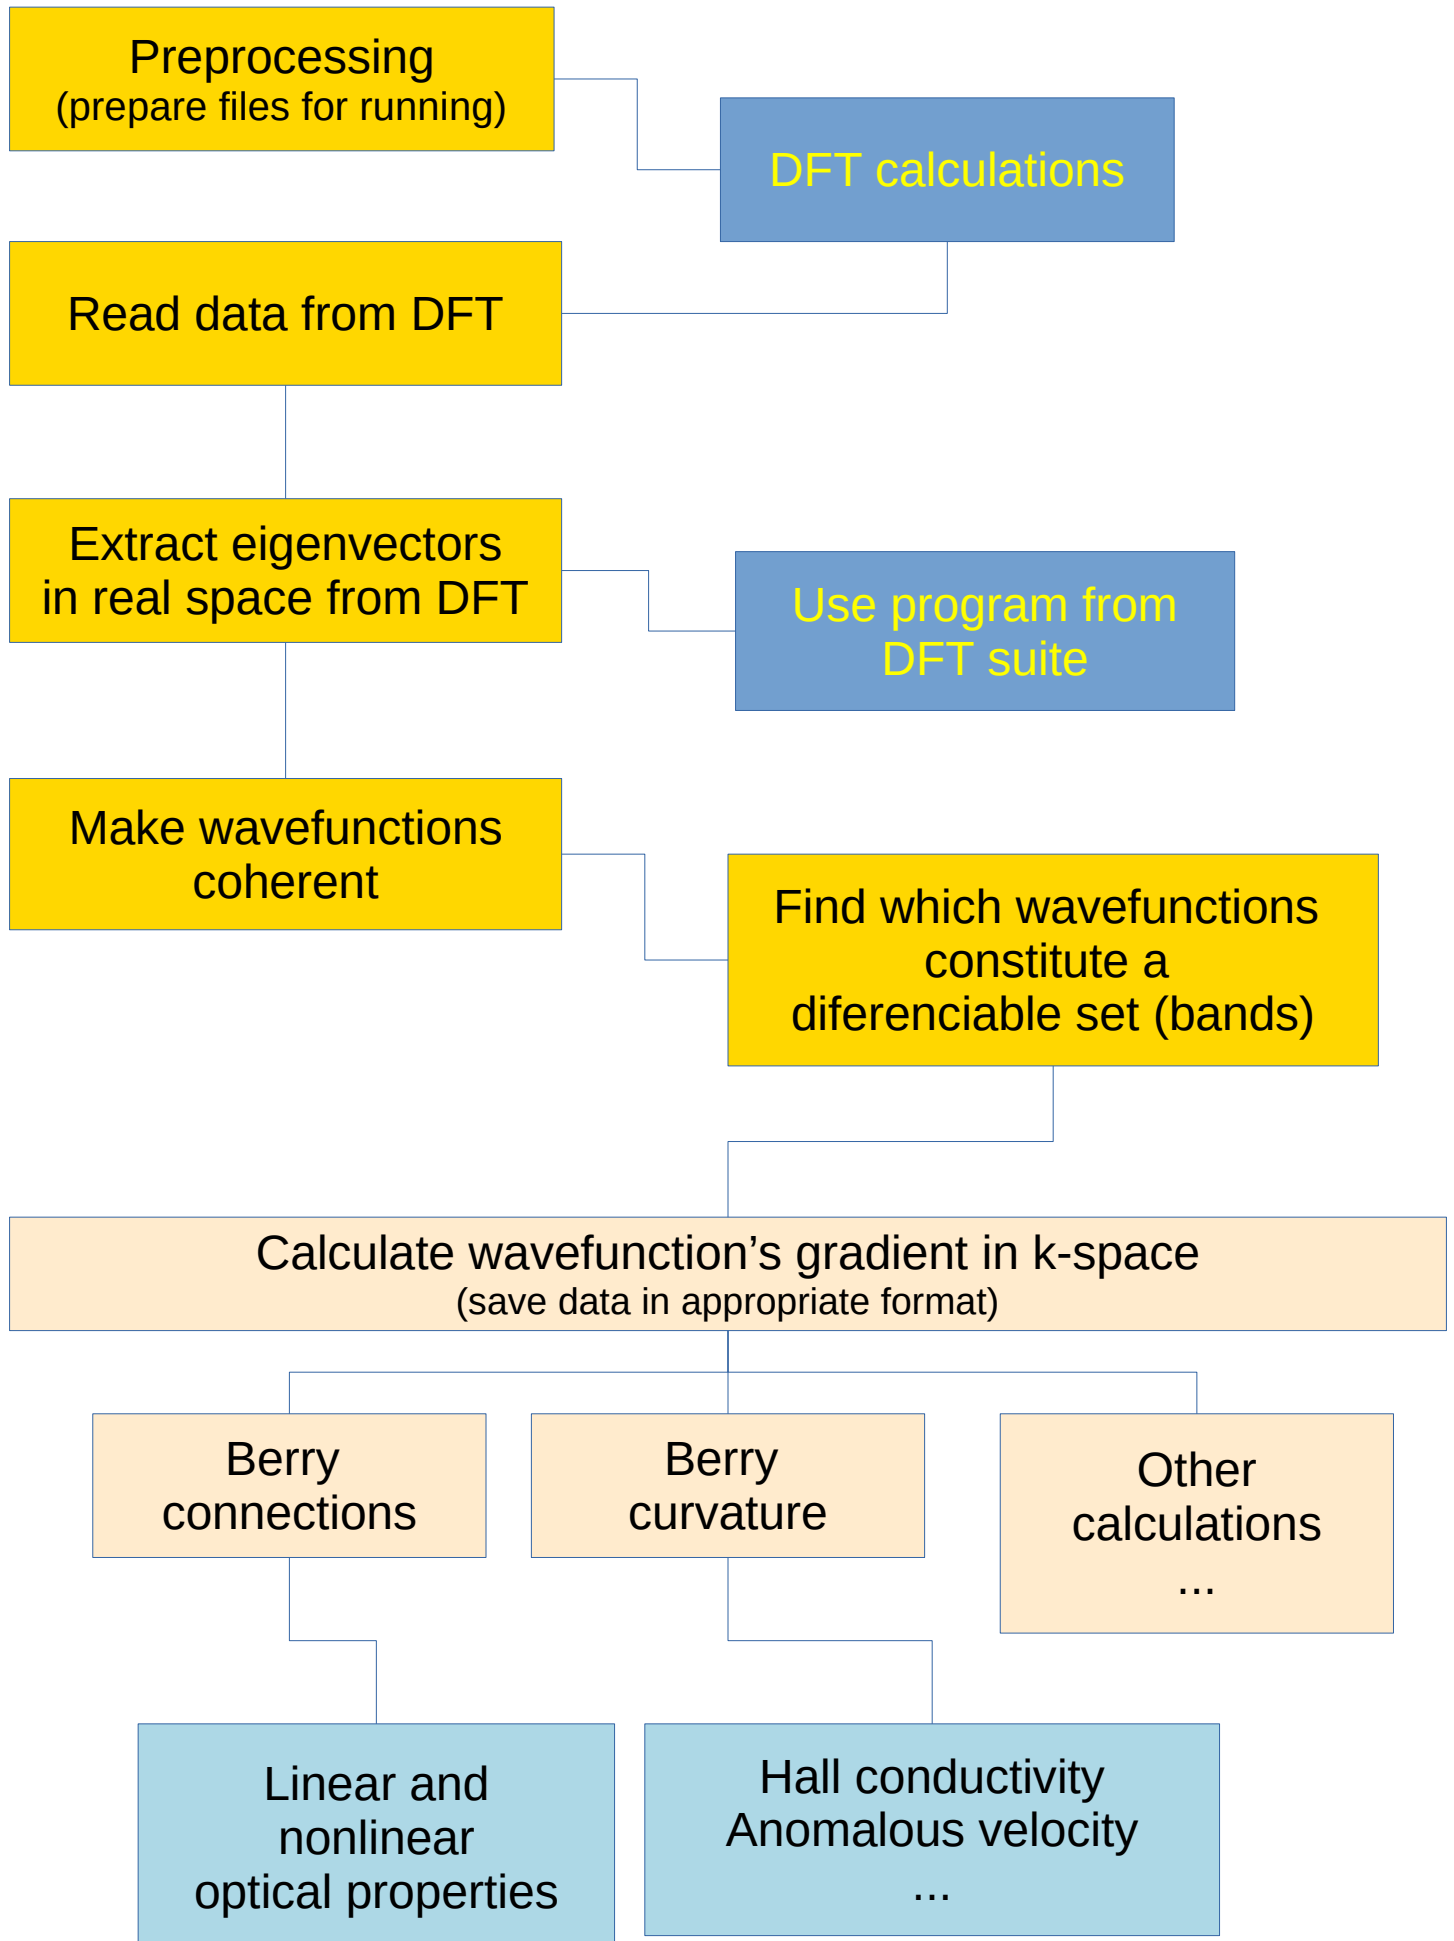 Preprocessing
(prepare files for running)
DFT calculations
Read data from DFT
Extract eigenvectors
in real space from DFT
Use program from
DFT suite
Make wavefunctions
coherent
Find which wavefunctions
constitute a
diferenciable set (bands)
Calculate wavefunction’s gradient in k-space
(save data in appropriate format)
Berry
connections
Berry
curvature
Other
calculations
...
Linear and
nonlinear
optical properties
Hall conductivity
Anomalous velocity
...